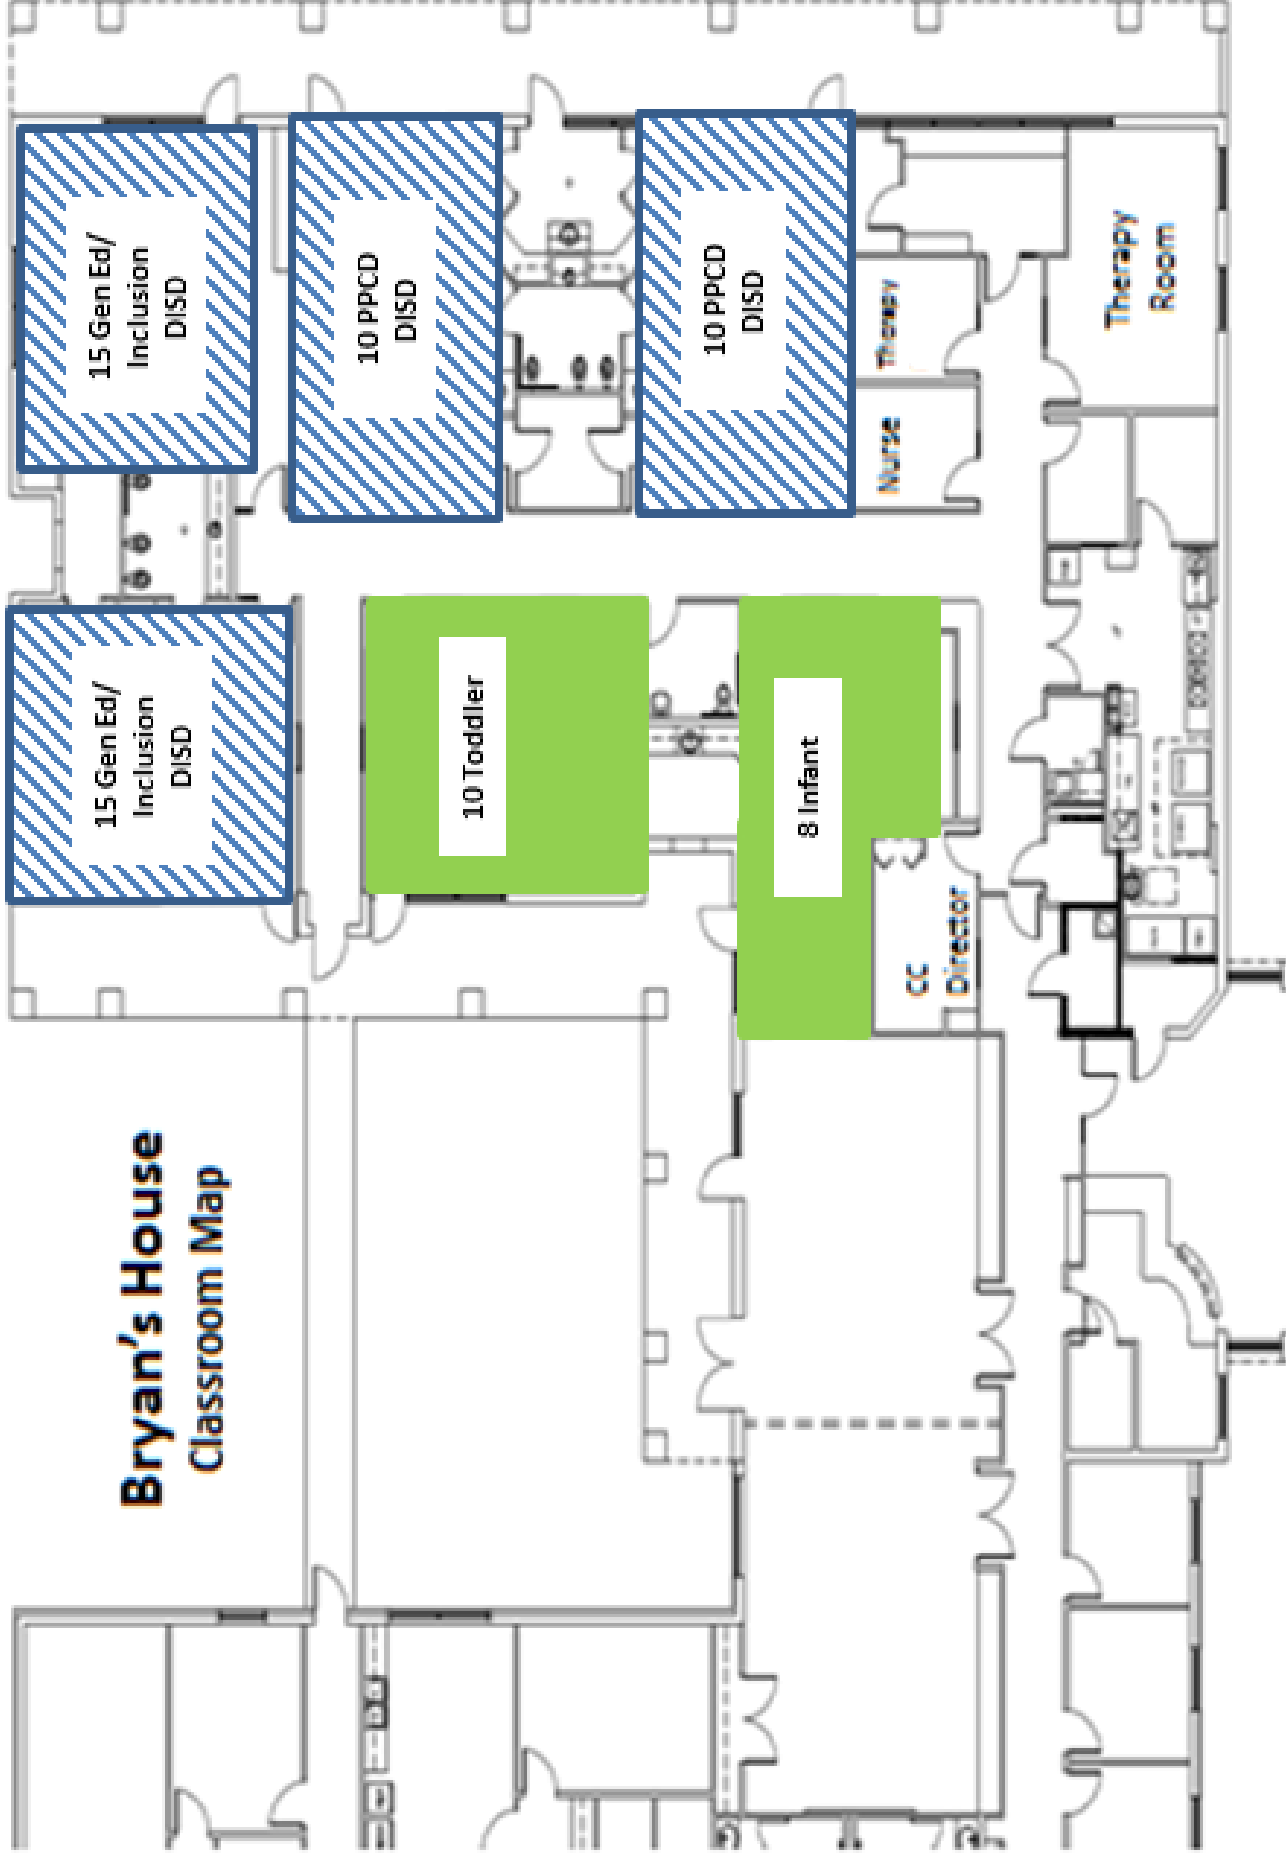 Bryan's House
Classroom Map
15 Gen Ed/
Inclusion
DISD
15 Gen Ed/
Inclusion
DISD
10 PPCD
DISD
10 Toddler
10 PPCD
DISD
8 Infant
Nurse
Therapy
CC
Director
Therapy
Room